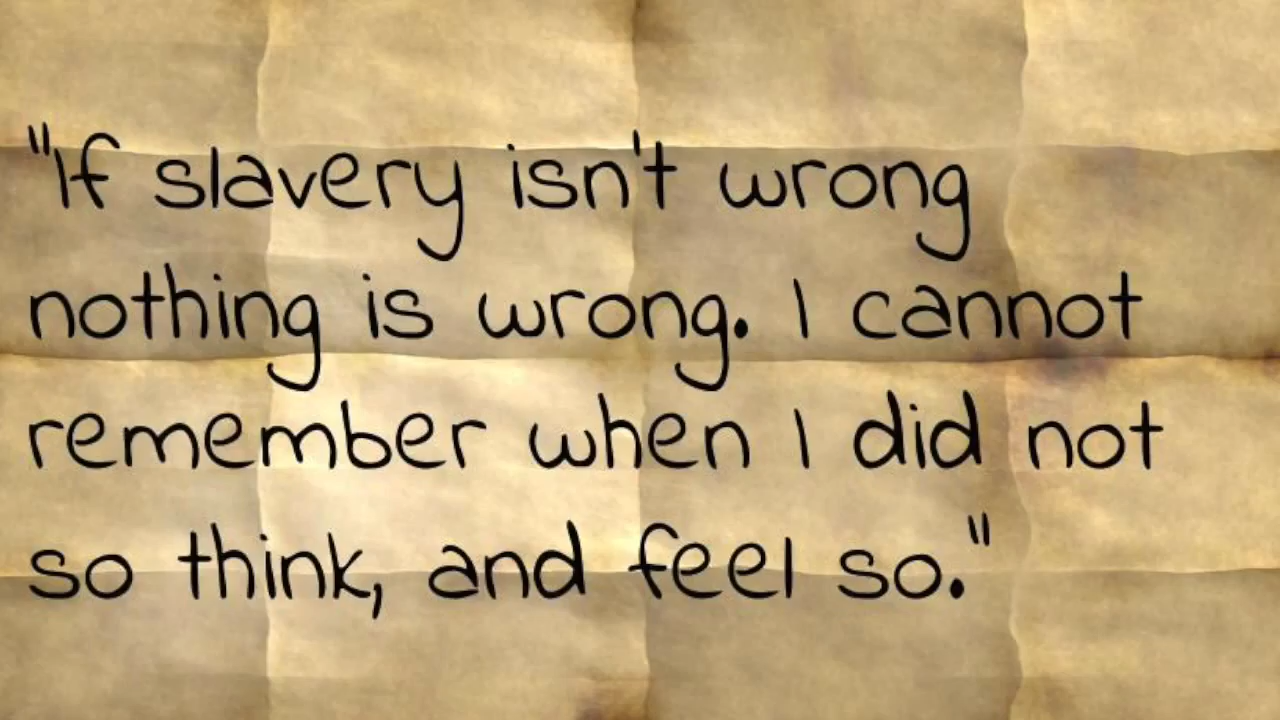 "If slavery isn't wrong
nothing is wrong. I cannot
remember when I did not
so think, and feel so."